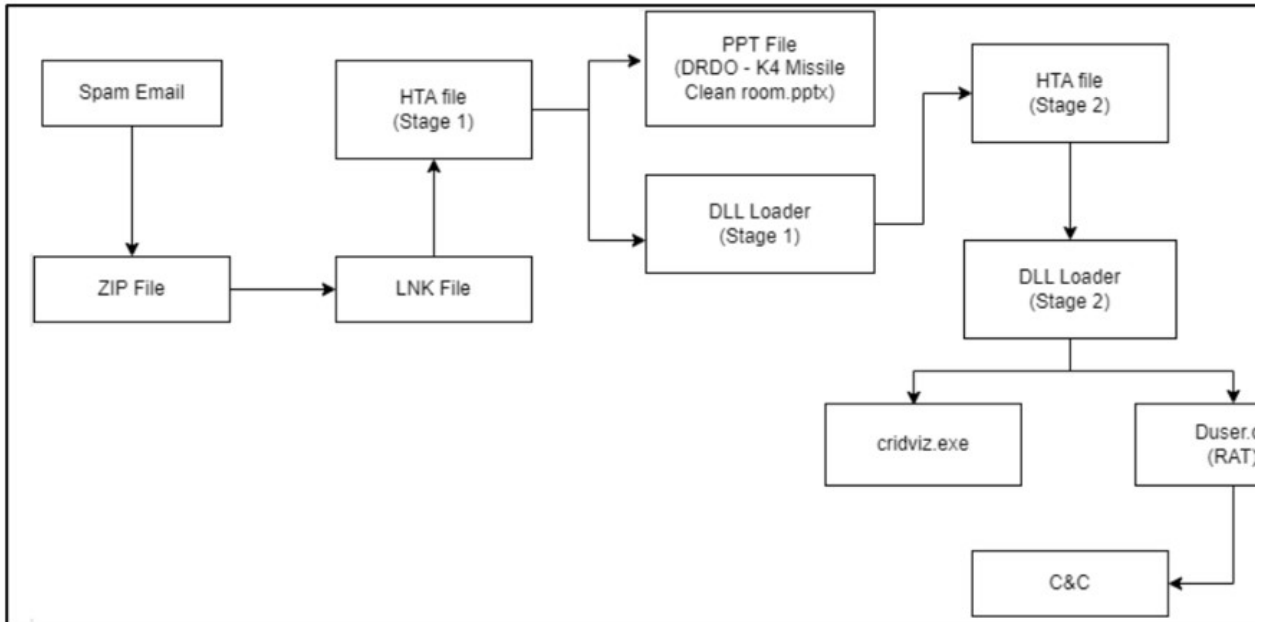 Spam Email
ZIP File
LNK File
HTA file
(Stage 1)
PPT File
(DRDO - K4 Missile
Clean room.pptx)
DLL Loader
(Stage 1)
HTA file
(Stage 2)
DLL Loader
(Stage 2)
cridviz.exe
(RAT)
C&C